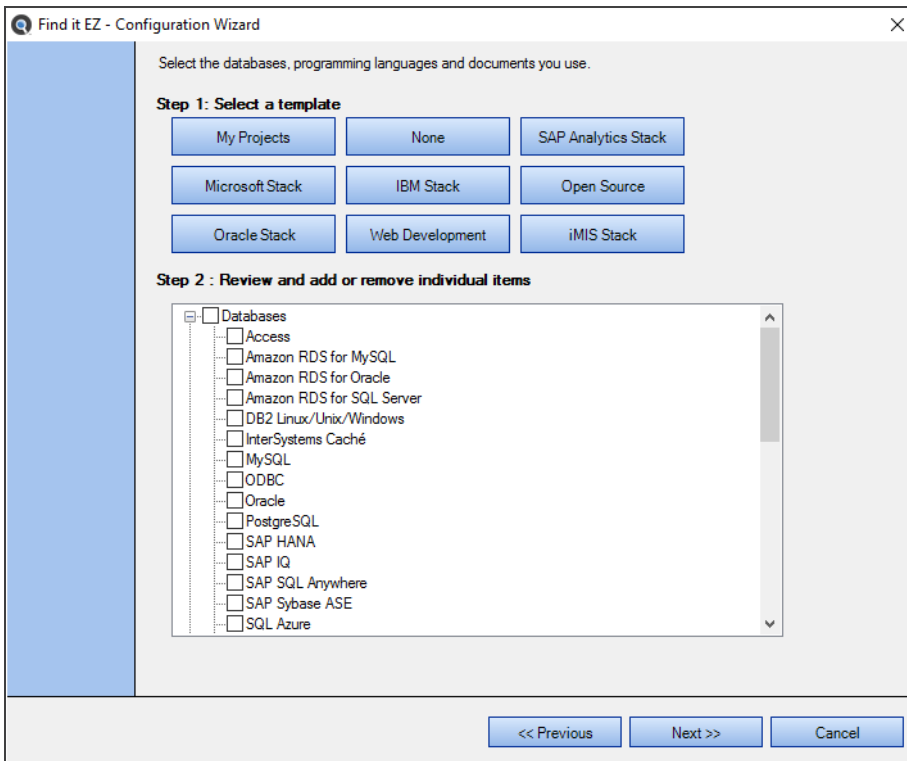 Find it EZ - Configuration Wizard
Select the databases, programming languages and documents you use.
Step 1: Select a template
My Projects
None
SAP Analytics Stack
Microsoft Stack
IBM Stack
Open Source
Oracle Stack
Web Development
iMIS Stack
Step 2 : Review and add or remove individual items
Databases
Access
Amazon RDS for MySQL
Amazon RDS for Oracle
Amazon RDS for SQL Server
DB2 Linux/Unix/Windows
InterSystems Caché
MySQL
ODBC
Oracle
PostgreSQL
SAP HANA
SAP IQ
SAP SQL Anywhere
SAP Sybase ASE
SQL Azure
<< Previous
Next >>
Cancel